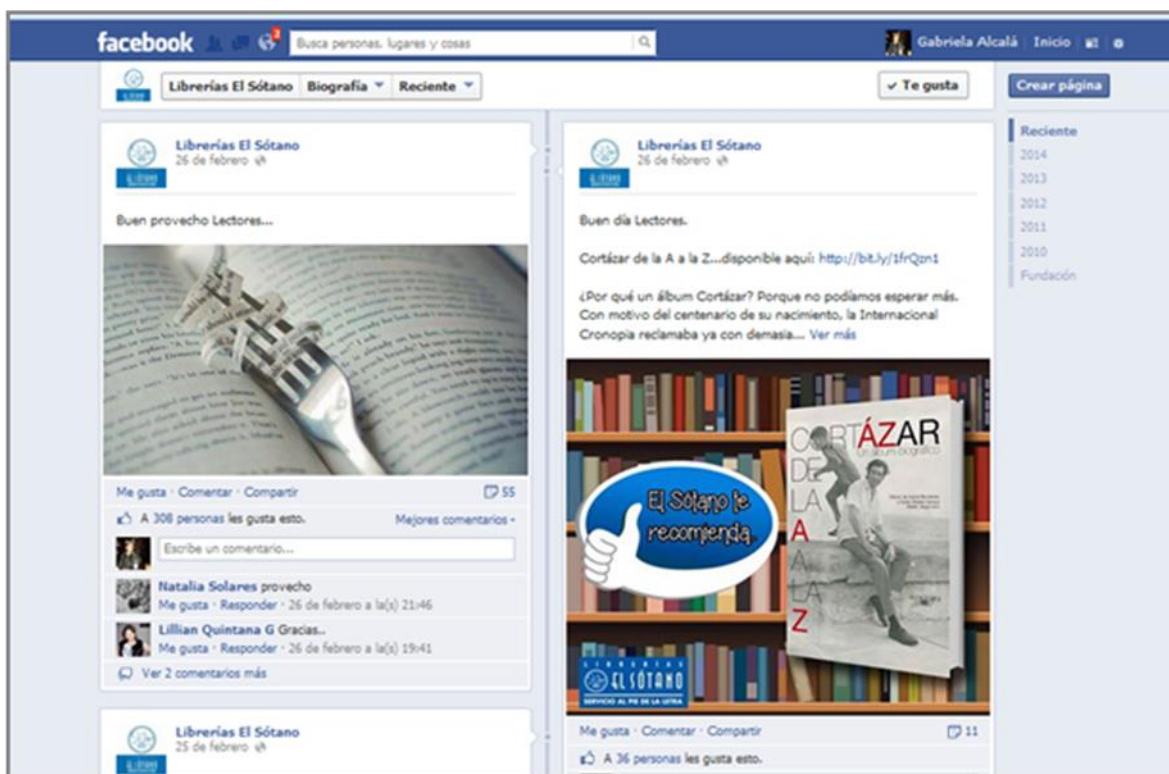 facebook
2
Busca personas, lugares y cosas
Gabriela Alcalá
Inicio
Librerías El Sótano
Biografía
Reciente
✓ Te gusta
Crear página
Reciente
2014
2013
2012
2011
2010
Fundación
Librerías El Sótano
26 de febrero
EL SÓTANO
Buen provecho Lectores...
Me gusta · Comentar · Compartir
55
A 308 personas les gusta esto.
Mejores comentarios
Escribe un comentario...
Natalia Solares provecho
Me gusta · Responder · 26 de febrero a la(s) 21:46
Lillian Quintana G Gracias..
Me gusta · Responder · 26 de febrero a la(s) 19:41
Ver 2 comentarios más
Librerías El Sótano
25 de febrero
EL SÓTANO
Librerías El Sótano
26 de febrero
EL SÓTANO
Buen día Lectores.
Cortázar de la A a la Z...disponible aquí: http://bit.ly/1frQzn1
¿Por qué un álbum Cortázar? Porque no podíamos esperar más.
Con motivo del centenario de su nacimiento, la Internacional
Cronopia reclamaba ya con demasia... Ver más
El Sótano te
recomienda.
CORTÁZAR
Un álbum biográfico
DE
LA
A
A
LA
Z
LIBRERÍAS
EL SÓTANO
SERVICIO AL PIE DE LA LETRA
Me gusta · Comentar · Compartir
11
A 36 personas les gusta esto.